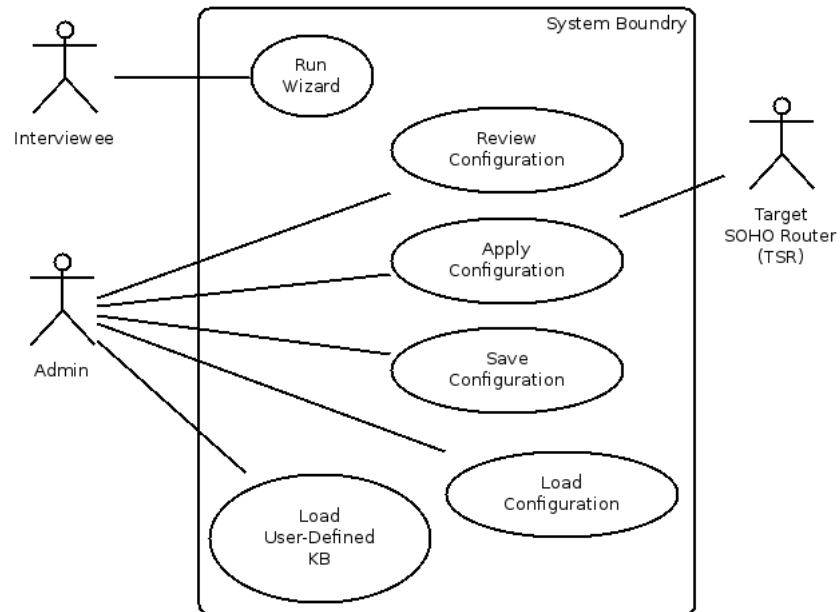 System Boundry
Run
Wizard
Interviewee
Review
Configuration
Target
SOHO Router
(TSR)
Apply
Configuration
Admin
Save
Configuration
Load
Configuration
Load
User-Defined
KB